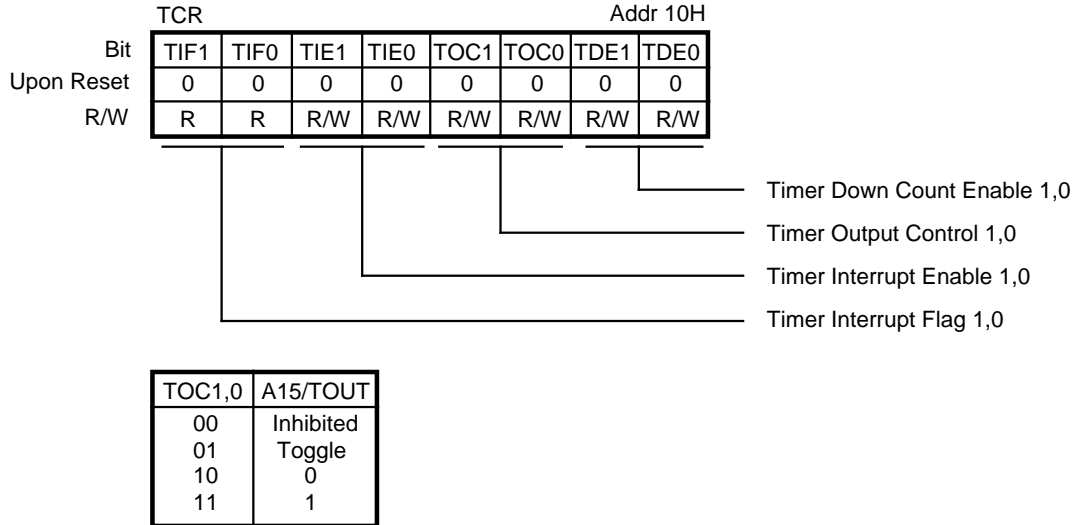 TCR Addr 10H
Bit TIF1 TIF0 TIE1 TIE0 TOC1 TOC0 TDE1 TDE0
Upon Reset 0 0 0 0 0 0 0 0
R/W R R R/W R/W R/W R/W R/W R/W
Timer Down Count Enable 1,0
Timer Output Control 1,0
Timer Interrupt Enable 1,0
Timer Interrupt Flag 1,0
TOC1,0 A15/TOUT
00 Inhibited
01 Toggle
10 0
11 1